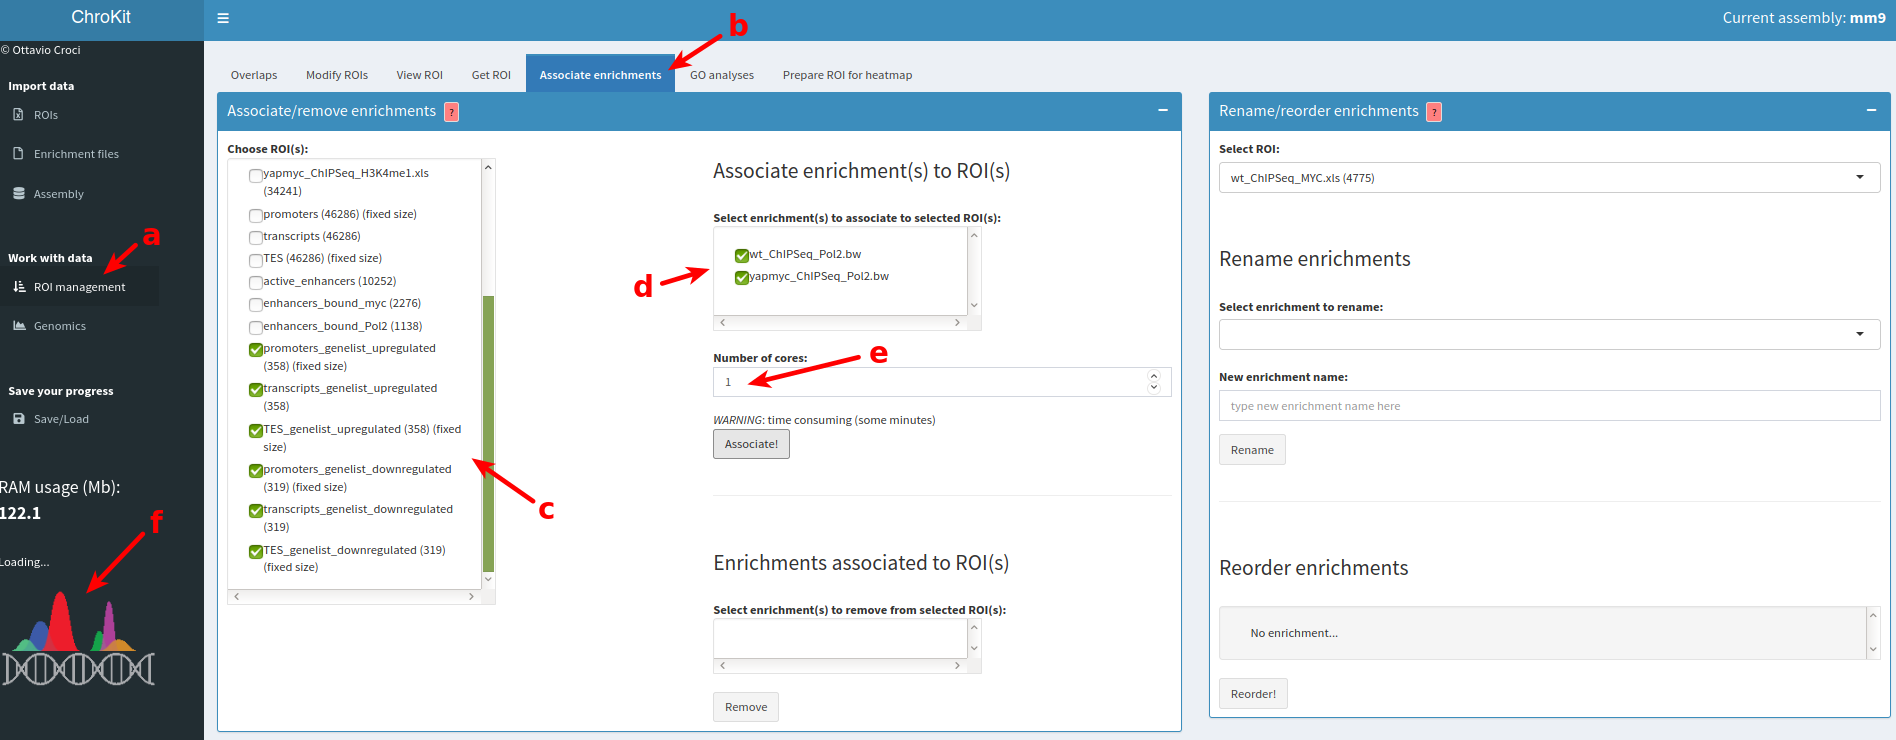 ChroKit
Current assembly: mm9
© Ottavio Croci
Import data
ROIs
Enrichment files
Assembly
a
Work with data
ROI management
Genomics
Save your progress
Save/Load
RAM usage (Mb):
122.1
f
Loading...
b
Overlaps Modify ROIs View ROI Get ROI Associate enrichments GO analyses Prepare ROI for heatmap
Associate/remove enrichments ?
Choose ROI(s):
yapmyc_ChIPSeq_H3K4me1.xls
(34241)
promoters (46286) (fixed size)
transcripts (46286)
TES (46286) (fixed size)
active_enhancers (10252)
enhancers_bound_myc (2276)
enhancers_bound_Pol2 (1138)
promoters_genelist_upregulated
(358) (fixed size)
transcripts_genelist_upregulated
(358)
TES_genelist_upregulated (358) (fixed
size)
promoters_genelist_downregulated
(319) (fixed size)
transcripts_genelist_downregulated
(319)
TES_genelist_downregulated (319)
(fixed size)
c
Associate enrichment(s) to ROI(s)
Select enrichment(s) to associate to selected ROI(s):
wt_ChIPSeq_Pol2.bw
yapmyc_ChIPSeq_Pol2.bw
d
Number of cores:
1
e
WARNING: time consuming (some minutes)
Associate!
Enrichments associated to ROI(s)
Select enrichment(s) to remove from selected ROI(s):
Remove
Rename/reorder enrichments ?
Select ROI:
wt_ChIPSeq_MYC.xls (4775)
Rename enrichments
Select enrichment to rename:
New enrichment name:
type new enrichment name here
Rename
Reorder enrichments
No enrichment...
Reorder!